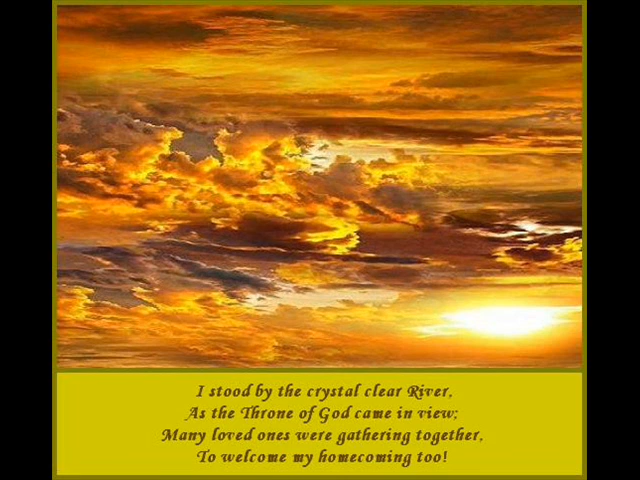 I stood by the crystal clear River,
As the Throne of God came in view;
Many loved ones were gathering together,
To welcome my homecoming too!